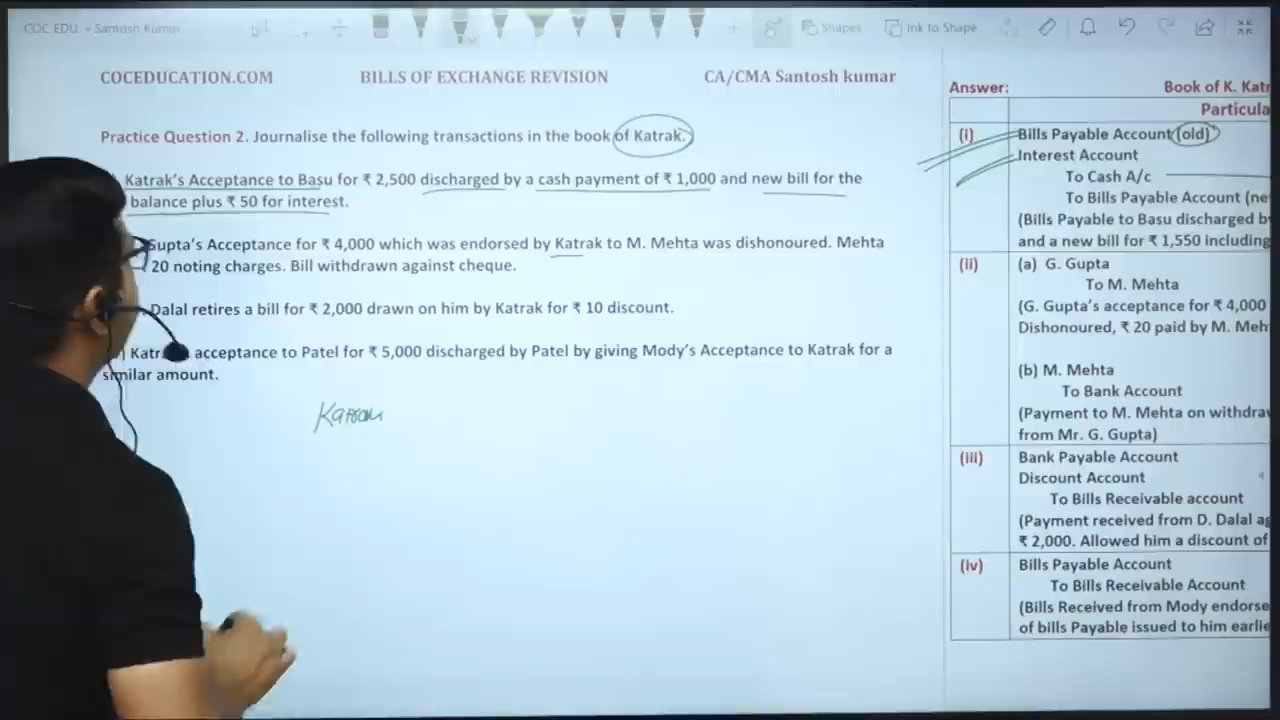 COC EDU - Santosh Kumar
Shapes
Ink to Shape
COCEDUCATION.COM BILLS OF EXCHANGE REVISION CA/CMA Santosh kumar
Practice Question 2. Journalise the following transactions in the book of Katrak.
Katrak's Acceptance to Basu for ₹ 2,500 discharged by a cash payment of ₹ 1,000 and new bill for the
balance plus ₹ 50 for interest.
Gupta's Acceptance for ₹ 4,000 which was endorsed by Katrak to M. Mehta was dishonoured. Mehta
20 noting charges. Bill withdrawn against cheque.
Dalal retires a bill for ₹ 2,000 drawn on him by Katrak for ₹ 10 discount.
Katr acceptance to Patel for ₹ 5,000 discharged by Patel by giving Mody's Acceptance to Katrak for a
similar amount.
Answer: Book of K. Katr
Particula
(i) Bills Payable Account (old)
Interest Account
To Cash A/c
To Bills Payable Account (ne
(Bills Payable to Basu discharged b
and a new bill for ₹ 1,550 including
(ii) (a) G. Gupta
To M. Mehta
(G. Gupta's acceptance for ₹ 4,000
Dishonoured, ₹ 20 paid by M. Meh
(b) M. Mehta
To Bank Account
(Payment to M. Mehta on withdra
from Mr. G. Gupta)
(iii) Bank Payable Account
Discount Account
To Bills Receivable account
(Payment received from D. Dalal ag
₹ 2,000. Allowed him a discount of
(iv) Bills Payable Account
To Bills Receivable Account
(Bills Received from Mody endorse
of bills Payable issued to him earlie